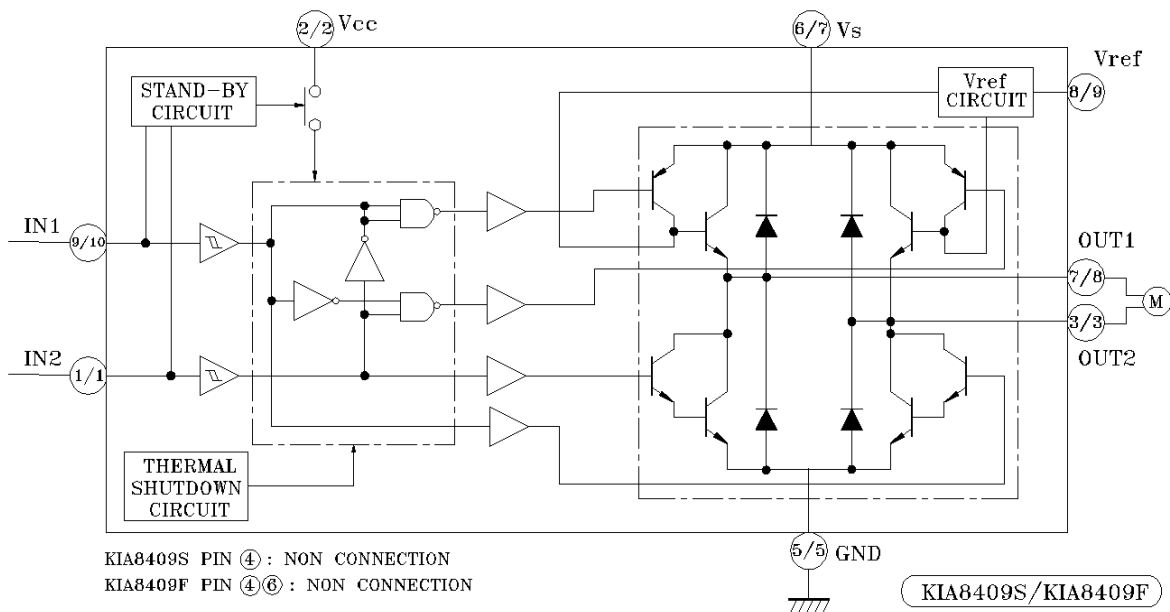 2/2 Vcc
6/7 Vs
Vref
8/9
STAND-BY
CIRCUIT
Vref
CIRCUIT
IN1
9/10
OUT1
7/8
M
3/3
OUT2
IN2
1/1
THERMAL
SHUTDOWN
CIRCUIT
5/5 GND
KIA8409S PIN ④ : NON CONNECTION
KIA8409F PIN ④⑥ : NON CONNECTION
KIA8409S/KIA8409F